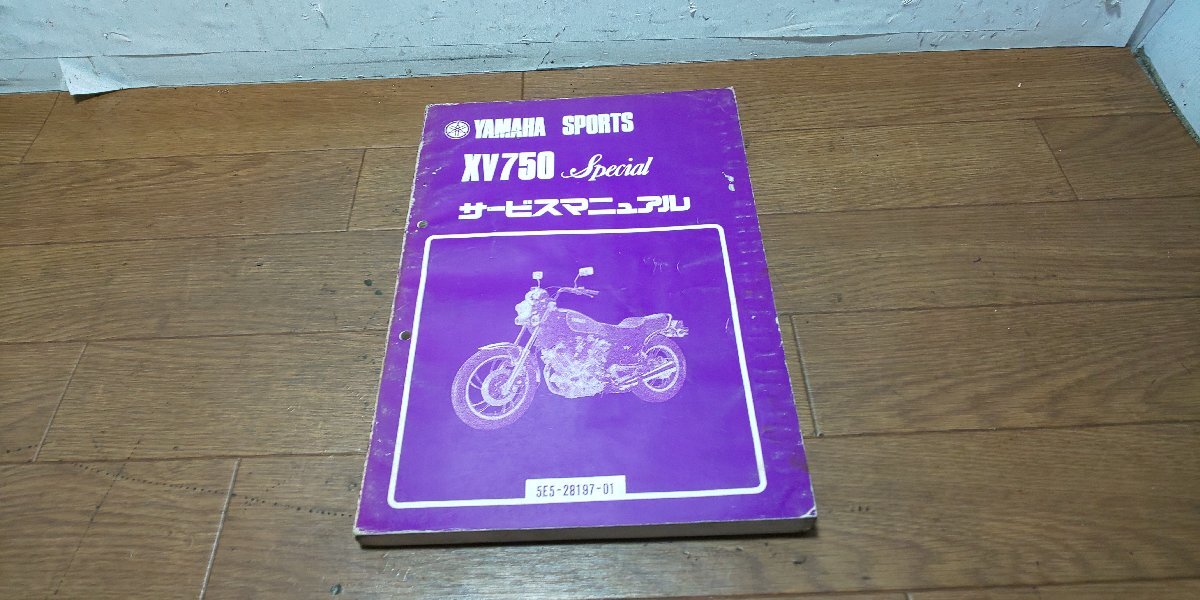 YAMAHA SPORTS
XV750 Special
サービスマニュアル
5E5-28197-01